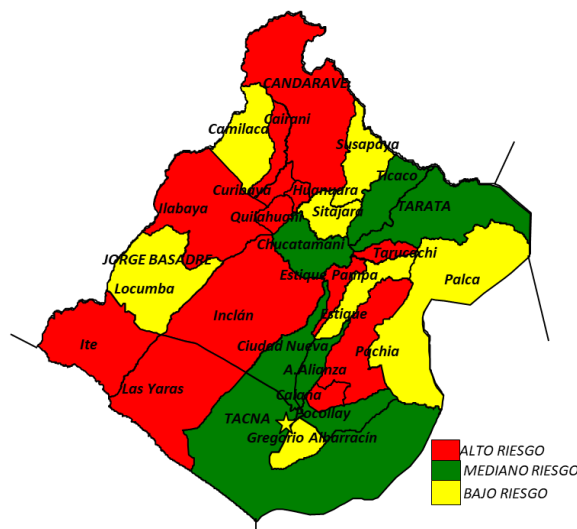 CANDARAVE
Cairani
Camilaca
Susapaya
Ticaco
Curibaya
Huanuara
Ilabaya
Quilahuani
Sitajara
TARATA
Chucatamani
JORGE BASADRE
Tarucachi
Estique Pampa
Palca
Locumba
Inclán
Estique
Ite
Ciudad Nueva
Pachia
A.Alianza
Las Yaras
Calana
Pocollay
TACNA
Gregorio Albarracín
ALTO RIESGO
MEDIANO RIESGO
BAJO RIESGO